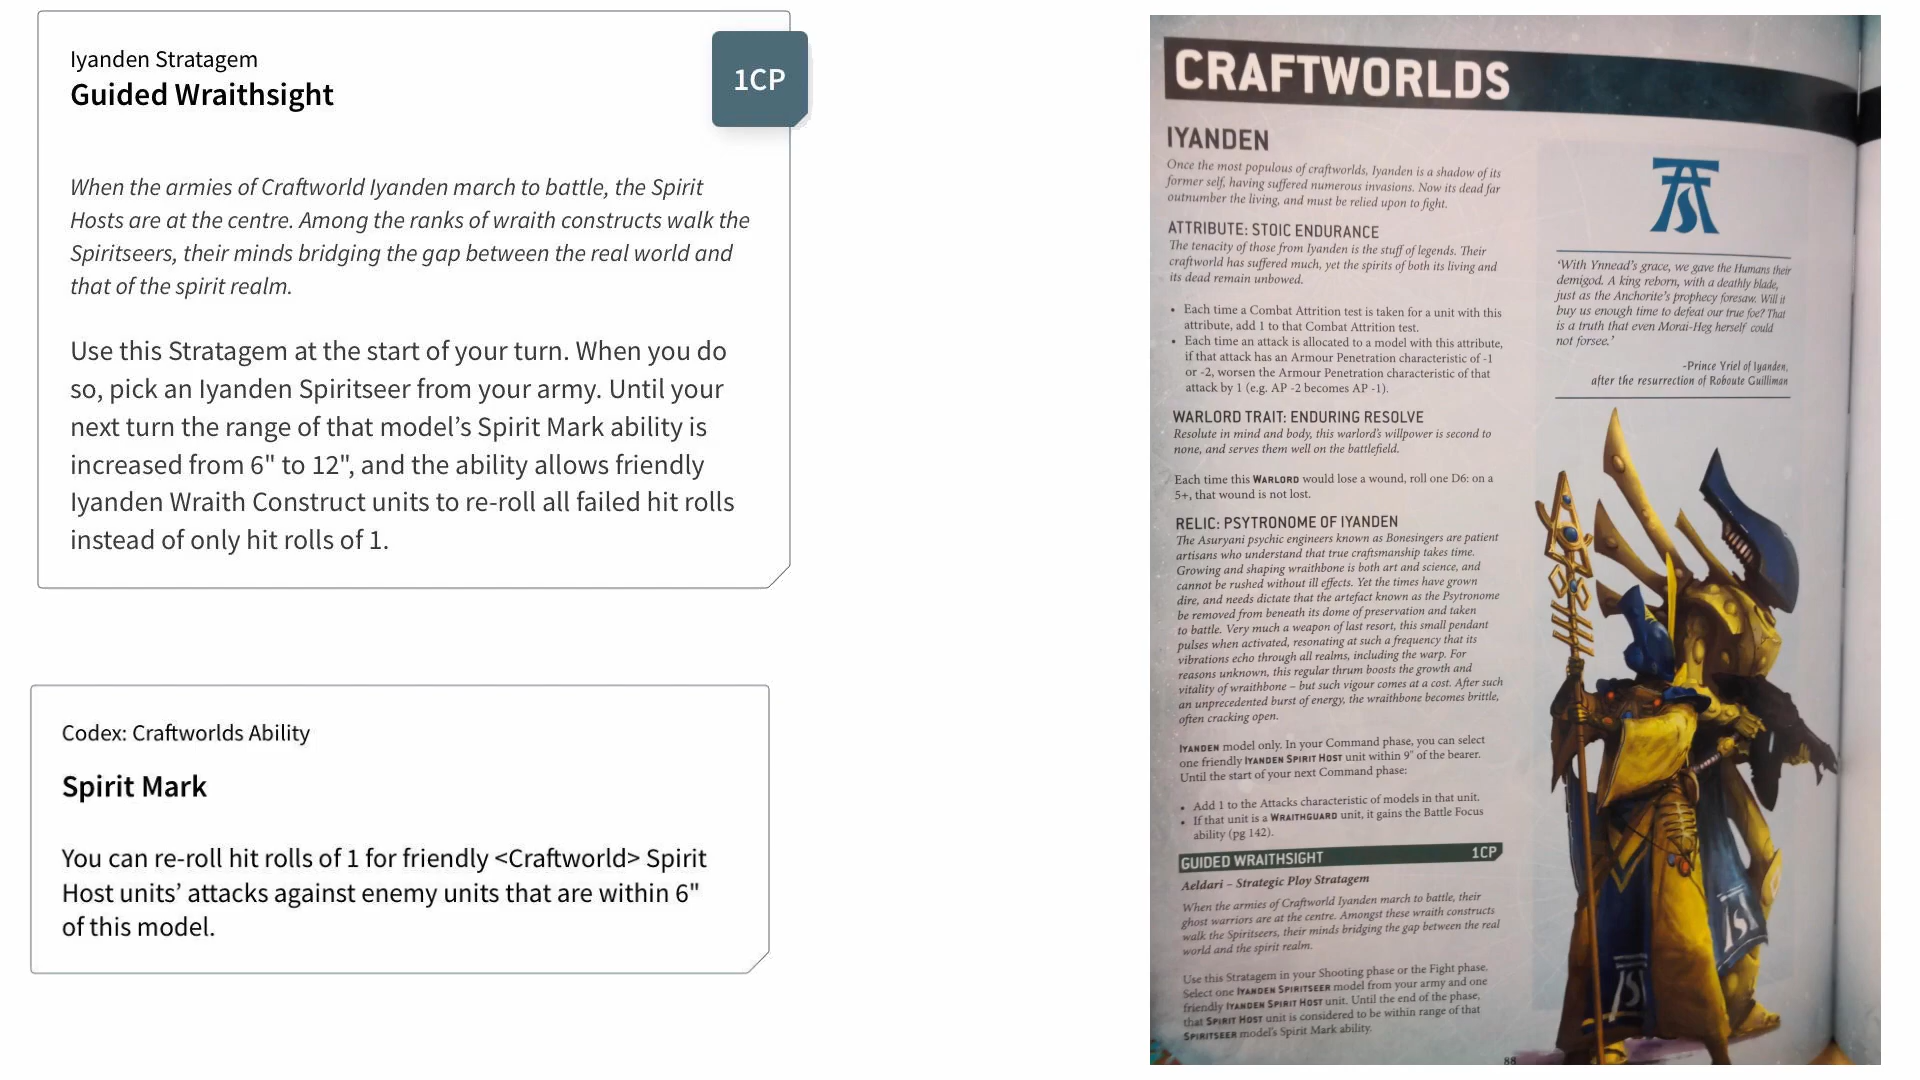 Iyanden Stratagem
Guided Wraithsight
1CP
When the armies of Craftworld Iyanden march to battle, the Spirit
Hosts are at the centre. Among the ranks of wraith constructs walk the
Spiritseers, their minds bridging the gap between the real world and
that of the spirit realm.
Use this Stratagem at the start of your turn. When you do
so, pick an Iyanden Spiritseer from your army. Until your
next turn the range of that model’s Spirit Mark ability is
increased from 6" to 12", and the ability allows friendly
Iyanden Wraith Construct units to re-roll all failed hit rolls
instead of only hit rolls of 1.
Codex: Craftworlds Ability
Spirit Mark
You can re-roll hit rolls of 1 for friendly <Craftworld> Spirit
Host units’ attacks against enemy units that are within 6"
of this model.
CRAFTWORLDS
IYANDEN
Once the most populous of craftworlds, Iyanden is a shadow of its
former self, having suffered numerous invasions. Now its dead far
outnumber the living, and must be relied upon to fight.
ATTRIBUTE: STOIC ENDURANCE
The tenacity of those from Iyanden is the stuff of legends. Their
craftworld has suffered much, yet the spirits of both its living and
its dead remain unbowed.
• Each time a Combat Attrition test is taken for a unit with this
attribute, add 1 to that Combat Attrition test.
• Each time an attack is allocated to a model with this attribute,
if that attack has an Armour Penetration characteristic of -1
or -2, worsen the Armour Penetration characteristic of that
attack by 1 (e.g. AP -2 becomes AP -1).
WARLORD TRAIT: ENDURING RESOLVE
Resolute in mind and body, this warlord's willpower is second to
none, and serves them well on the battlefield.
Each time this WARLORD would lose a wound, roll one D6: on a
5+, that wound is not lost.
RELIC: PSYTRONOME OF IYANDEN
The Asuryani psychic engineers known as Bonesingers are patient
artisans who understand that true craftsmanship takes time.
Growing and shaping wraithbone is both art and science, and
cannot be rushed without ill effects. Yet the times have grown
dire, and needs dictate that the artefact known as the Psytronome
be removed from beneath its dome of preservation and taken
to battle. Very much a weapon of last resort, this small pendant
pulses when activated, resonating at such a frequency that its
vibrations echo through all realms, including the warp. For
reasons unknown, this regular thrum boosts the growth and
vitality of wraithbone – but such vigour comes at a cost. After such
an unprecedented burst of energy, the wraithbone becomes brittle,
often cracking open.
IYANDEN model only. In your Command phase, you can select
one friendly IYANDEN SPIRIT HOST unit within 9" of the bearer.
Until the start of your next Command phase:
• Add 1 to the Attacks characteristic of models in that unit.
• If that unit is a WRAITHGUARD unit, it gains the Battle Focus
ability (pg 142).
GUIDED WRAITHSIGHT 1CP
Aeldari – Strategic Ploy Stratagem
When the armies of Craftworld Iyanden march to battle, their
ghost warriors are at the centre. Amongst these wraith constructs
walk the Spiritseers, their minds bridging the gap between the real
world and the spirit realm.
Use this Stratagem in your Shooting phase or the Fight phase.
Select one IYANDEN SPIRITSEER model from your army and one
friendly IYANDEN SPIRIT HOST unit. Until the end of the phase,
that SPIRIT HOST unit is considered to be within range of that
SPIRITSEER model's Spirit Mark ability.
'With Ynnead's grace, we gave the Humans their
demigod. A king reborn, with a deathly blade,
just as the Anchorite's prophecy foresaw. Will it
buy us enough time to defeat our true foe? That
is a truth that even Morai-Heg herself could
not forsee.'
-Prince Yriel of Iyanden,
after the resurrection of Roboute Guilliman
88